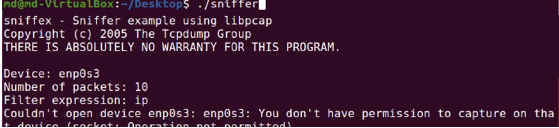 md@md-VirtualBox:~/Desktop$ ./sniffer
sniffex - Sniffer example using libpcap
Copyright (c) 2005 The Tcpdump Group
THERE IS ABSOLUTELY NO WARRANTY FOR THIS PROGRAM.
Device: enp0s3
Number of packets: 10
Filter expression: ip
Couldn't open device enp0s3: enp0s3: You don't have permission to capture on tha
t device (socket: Operation not permitted)